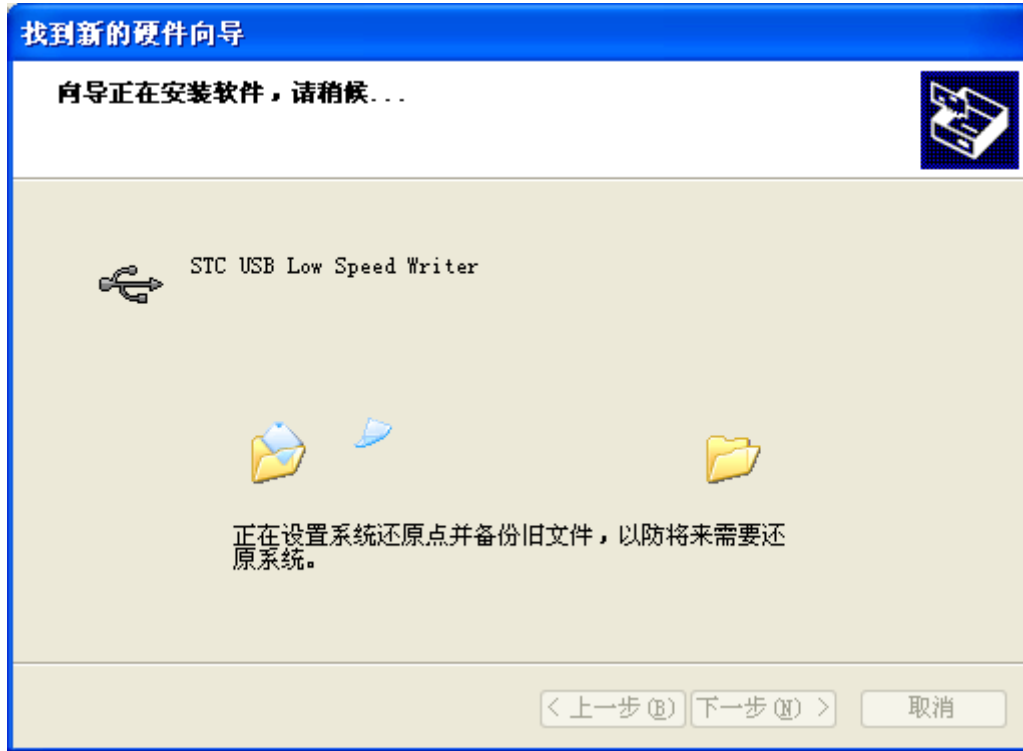 找到新的硬件向导
向导正在安装软件，请稍候...
STC USB Low Speed Writer
正在设置系统还原点并备份旧文件，以防将来需要还
原系统。
< 上一步(B) 下一步(N) > 取消